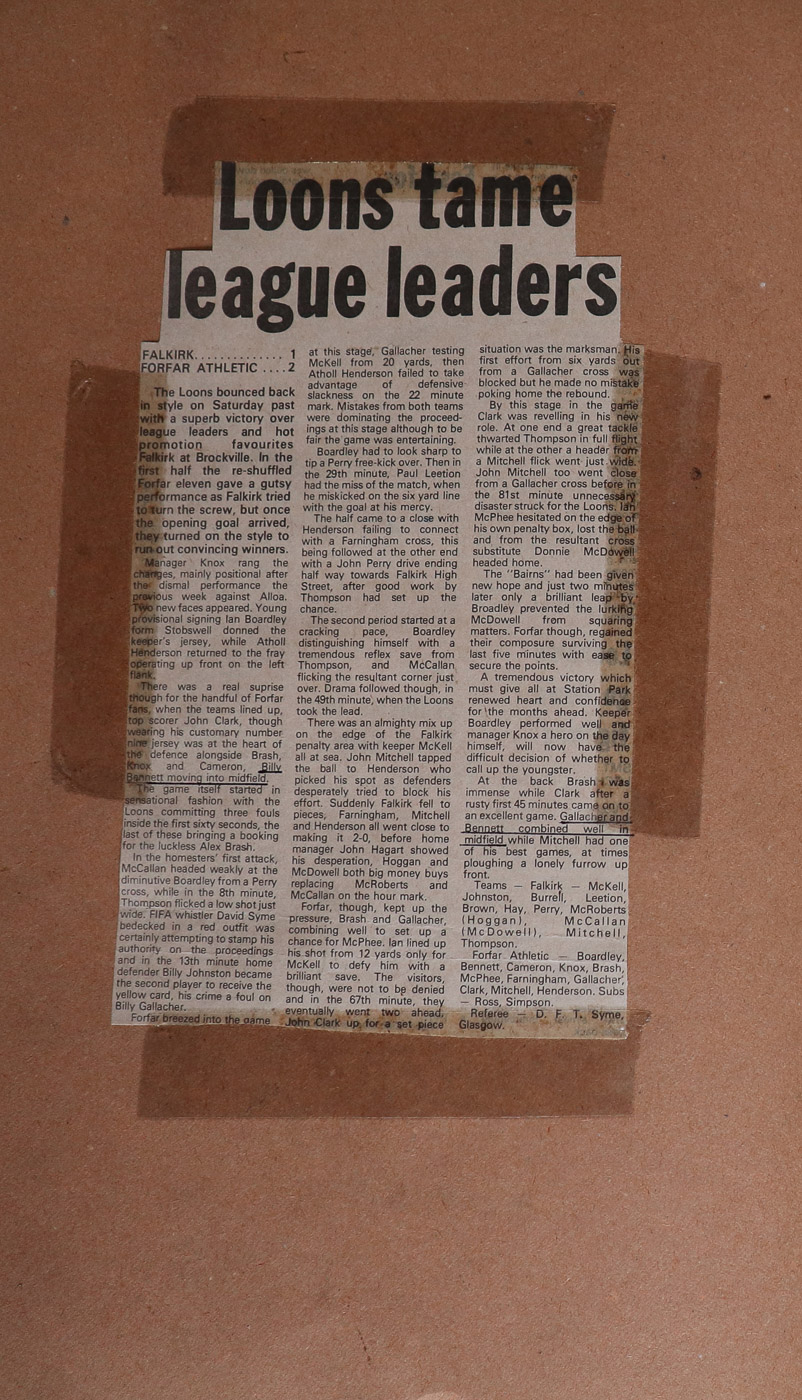 Loons tame
league leaders
FALKIRK............. 1
FORFAR ATHLETIC ....2
The Loons bounced back
in style on Saturday past
with a superb victory over
league leaders and hot
promotion favourites
Falkirk at Brockville. In the
first half the re-shuffled
Forfar eleven gave a gutsy
performance as Falkirk tried
to turn the screw, but once
the opening goal arrived,
they turned on the style to
run out convincing winners.
Manager Knox rang the
changes, mainly positional after
the dismal performance the
previous week against Alloa.
Two new faces appeared. Young
provisional signing Ian Boardley
form Stobswell donned the
keeper's jersey, while Atholl
Henderson returned to the fray
operating up front on the left
flank.
There was a real suprise
though for the handful of Forfar
fans, when the teams lined up,
top scorer John Clark, though
wearing his customary number
nine jersey was at the heart of
the defence alongside Brash,
Knox and Cameron, Billy
Bennett moving into midfield.
The game itself started in
sensational fashion with the
Loons committing three fouls
inside the first sixty seconds, the
last of these bringing a booking
for the luckless Alex Brash.
In the homesters' first attack,
McCallan headed weakly at the
diminutive Boardley from a Perry
cross, while in the 8th minute,
Thompson flicked a low shot just
wide. FIFA whistler David Syme
bedecked in a red outfit was
certainly attempting to stamp his
authority on the proceedings
and in the 13th minute home
defender Billy Johnston became
the second player to receive the
yellow card, his crime a foul on
Billy Gallacher.
Forfar breezed into the game
at this stage, Gallacher testing
McKell from 20 yards, then
Atholl Henderson failed to take
advantage of defensive
slackness on the 22 minute
mark. Mistakes from both teams
were dominating the proceed-
ings at this stage although to be
fair the game was entertaining.
Boardley had to look sharp to
tip a Perry free-kick over. Then in
the 29th minute, Paul Leetion
had the miss of the match, when
he miskicked on the six yard line
with the goal at his mercy.
The half came to a close with
Henderson failing to connect
with a Farningham cross, this
being followed at the other end
with a John Perry drive ending
half way towards Falkirk High
Street, after good work by
Thompson had set up the
chance.
The second period started at a
cracking pace, Boardley
distinguishing himself with a
tremendous reflex save from
Thompson, and McCallan
flicking the resultant corner just
over. Drama followed though, in
the 49th minute, when the Loons
took the lead.
There was an almighty mix up
on the edge of the Falkirk
penalty area with keeper McKell
all at sea. John Mitchell tapped
the ball to Henderson who
picked his spot as defenders
desperately tried to block his
effort. Suddenly Falkirk fell to
pieces, Farningham, Mitchell
and Henderson all went close to
making it 2-0, before home
manager John Hagart showed
his desperation, Hoggan and
McDowell both big money buys
replacing McRoberts and
McCallan on the hour mark.
Forfar, though, kept up the
pressure, Brash and Gallacher,
combining well to set up a
chance for McPhee. Ian lined up
his shot from 12 yards only for
McKell to defy him with a
brilliant save. The visitors,
though, were not to be denied
and in the 67th minute, they
eventually went two ahead,
John Clark up for a set piece
situation was the marksman. His
first effort from six yards out
from a Gallacher cross was
blocked but he made no mistake
poking home the rebound.
By this stage in the game
Clark was revelling in his new
role. At one end a great tackle
thwarted Thompson in full flight
while at the other a header from
a Mitchell flick went just wide.
John Mitchell too went close
from a Gallacher cross before in
the 81st minute unnecessary
disaster struck for the Loons. Ian
McPhee hesitated on the edge of
his own penalty box, lost the ball
and from the resultant cross
substitute Donnie McDowell
headed home.
The "Bairns" had been given
new hope and just two minutes
later only a brilliant leap by
Broadley prevented the lurking
McDowell from squaring
matters. Forfar though, regained
their composure surviving the
last five minutes with ease to
secure the points.
A tremendous victory which
must give all at Station Park
renewed heart and confidence
for the months ahead. Keeper
Boardley performed well and
manager Knox a hero on the day
himself, will now have the
difficult decision of whether to
call up the youngster.
At the back Brash was
immense while Clark after a
rusty first 45 minutes came on to
an excellent game. Gallacher and
Bennett combined well in
midfield while Mitchell had one
of his best games, at times
ploughing a lonely furrow up
front.
Teams — Falkirk — McKell,
Johnston, Burrell, Leetion,
Brown, Hay, Perry, McRoberts
(Hoggan), McCallan
(McDowell), Mitchell,
Thompson.
Forfar Athletic — Boardley,
Bennett, Cameron, Knox, Brash,
McPhee, Farningham, Gallacher,
Clark, Mitchell, Henderson. Subs
— Ross, Simpson.
Referee — D. F. T. Syme,
Glasgow.